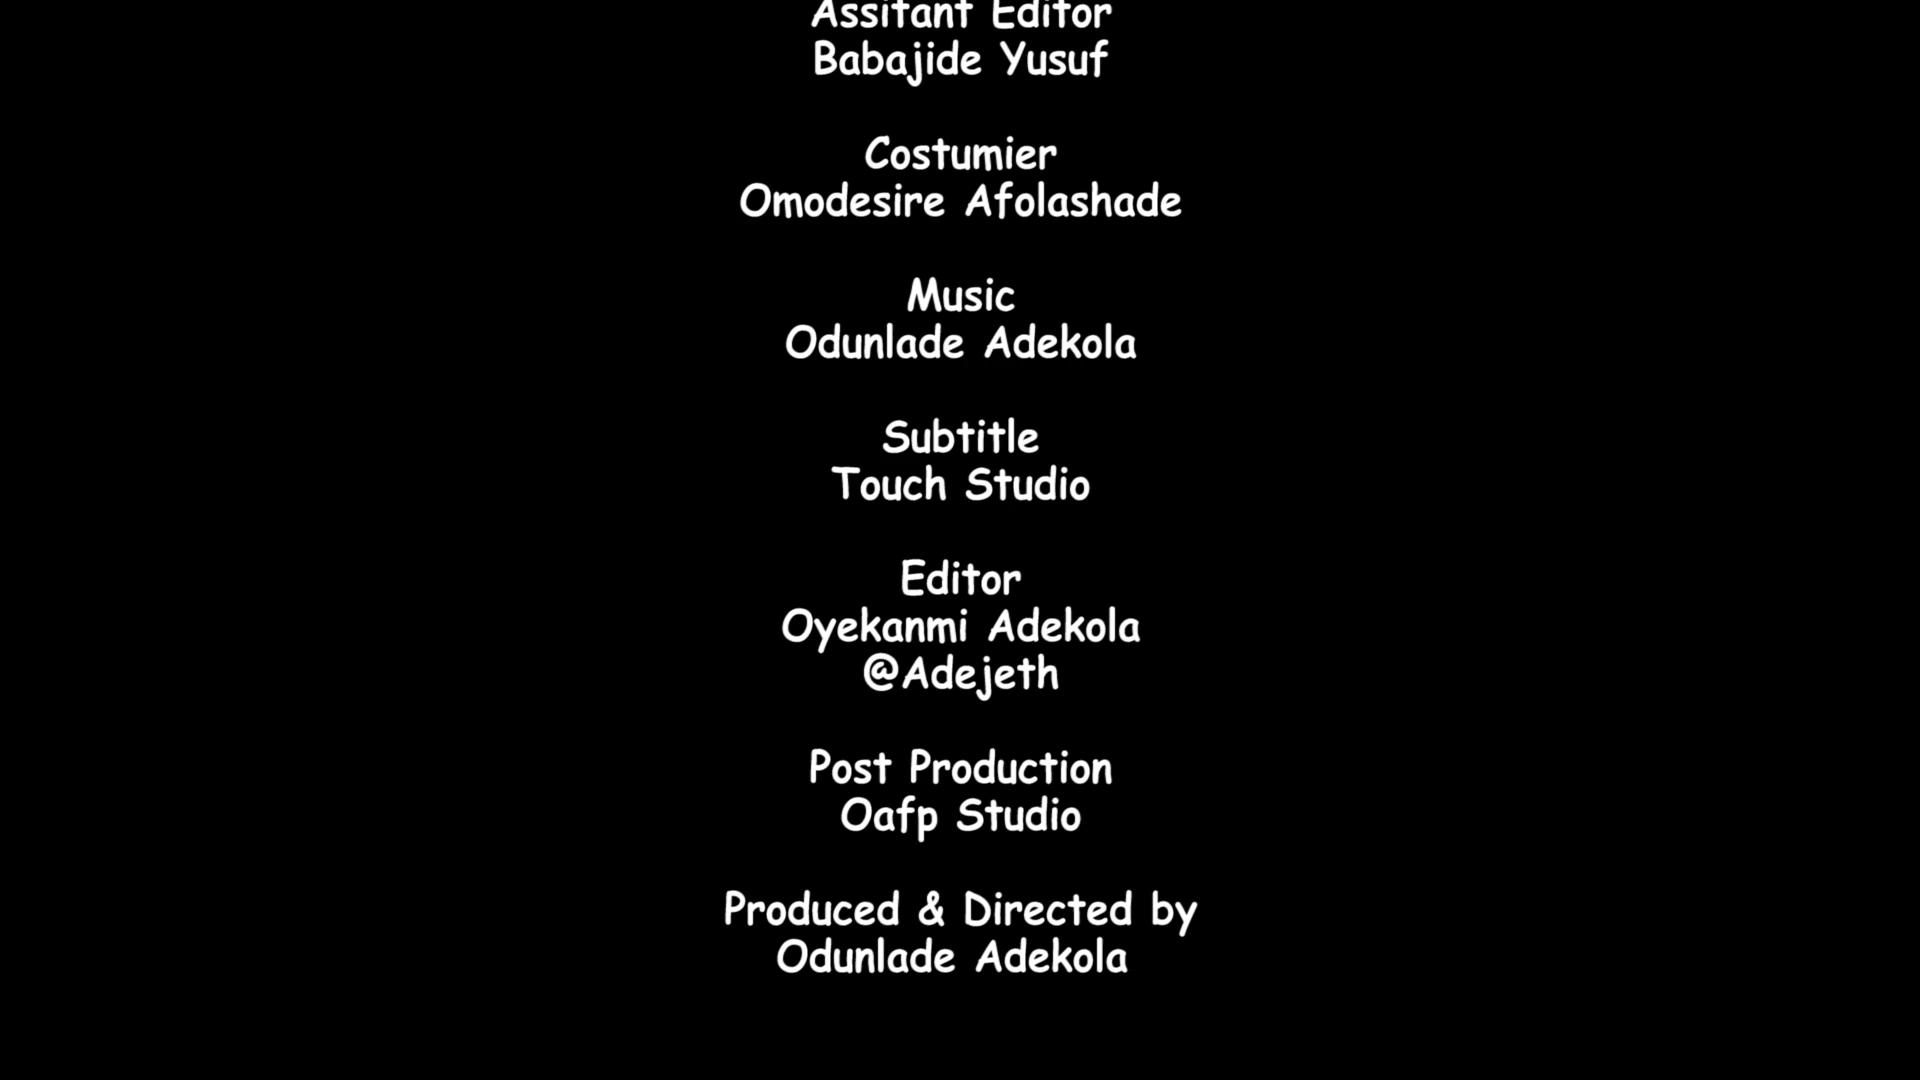 Assitant Editor
Babajide Yusuf
Costumier
Omodesire Afolashade
Music
Odunlade Adekola
Subtitle
Touch Studio
Editor
Oyekanmi Adekola
@Adejeth
Post Production
Oafp Studio
Produced & Directed by
Odunlade Adekola